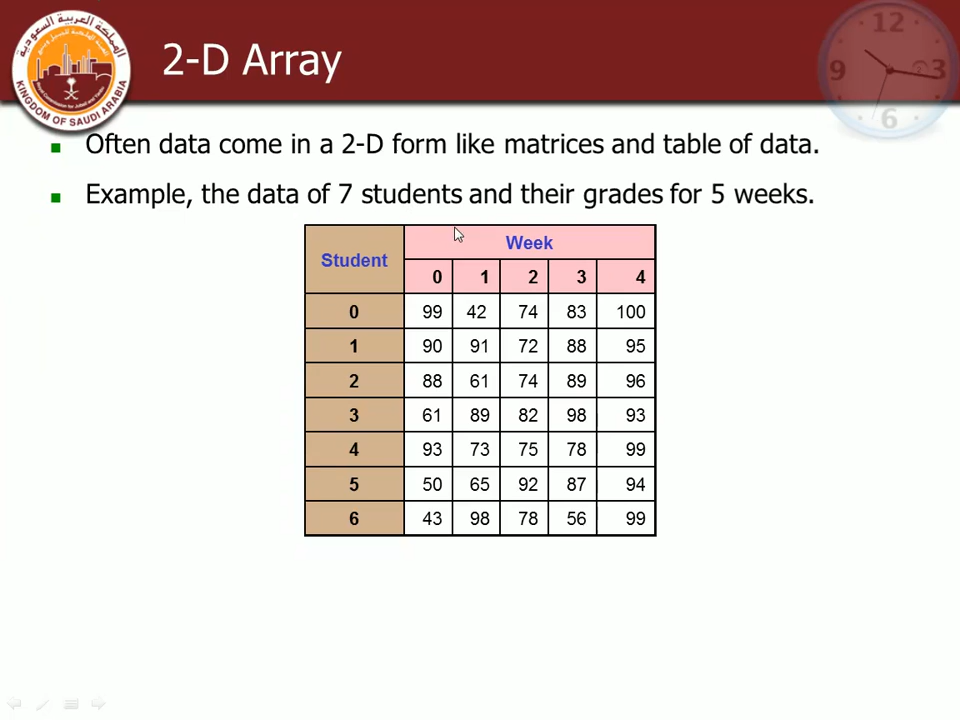 المملكة العربية السعودية
KINGDOM OF SAUDI ARABIA
2-D Array
12
9
3
6
Often data come in a 2-D form like matrices and table of data.
Example, the data of 7 students and their grades for 5 weeks.
Student
Week
0 1 2 3 4
0 99 42 74 83 100
1 90 91 72 88 95
2 88 61 74 89 96
3 61 89 82 98 93
4 93 73 75 78 99
5 50 65 92 87 94
6 43 98 78 56 99